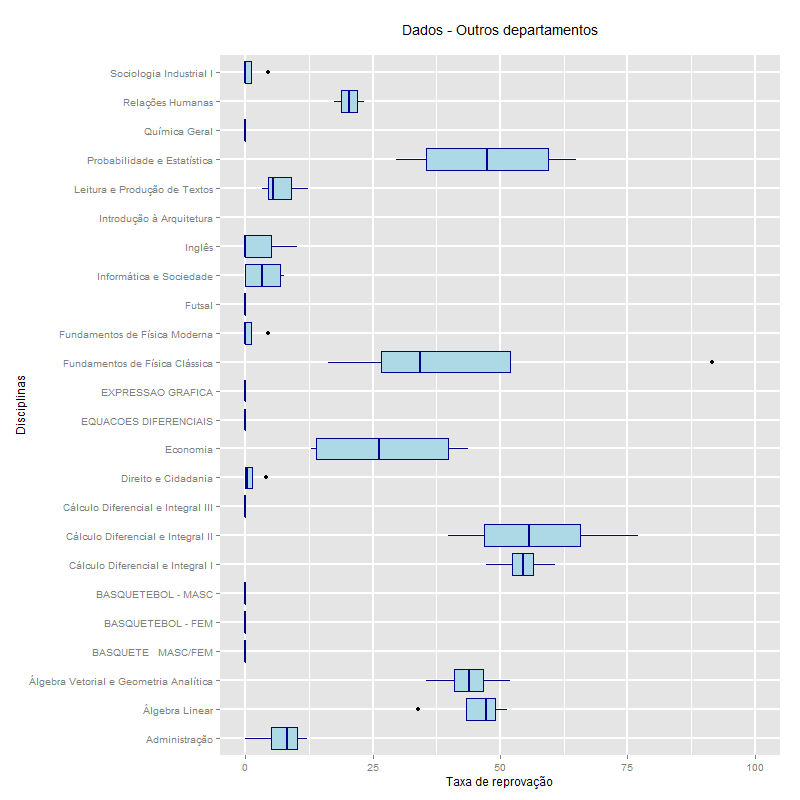 Dados - Outros departamentos
Sociologia Industrial I
Relações Humanas
Química Geral
Probabilidade e Estatística
Leitura e Produção de Textos
Introdução à Arquitetura
Inglês
Informática e Sociedade
Futsal
Fundamentos de Física Moderna
Fundamentos de Física Clássica
EXPRESSAO GRAFICA
EQUACOES DIFERENCIAIS
Economia
Direito e Cidadania
Cálculo Diferencial e Integral III
Cálculo Diferencial e Integral II
Cálculo Diferencial e Integral I
BASQUETEBOL - MASC
BASQUETEBOL - FEM
BASQUETE   MASC/FEM
Álgebra Vetorial e Geometria Analítica
Álgebra Linear
Administração
Disciplinas
0 25 50 75 100
Taxa de reprovação